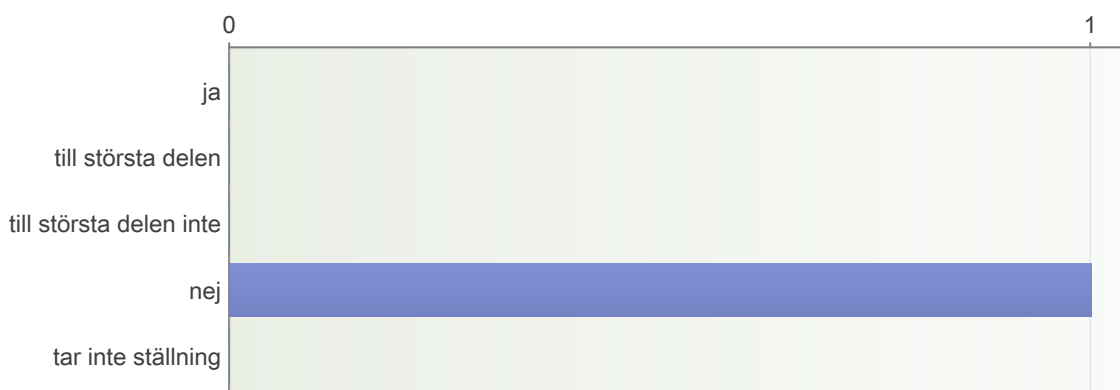 0 1
ja
till största delen
till största delen inte
nej
tar inte ställning